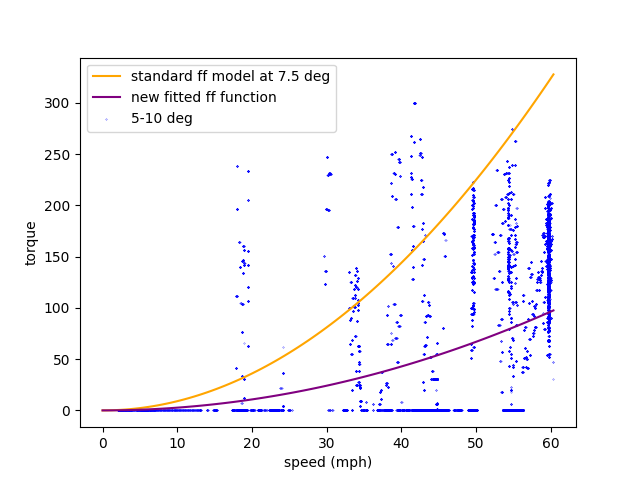 standard ff model at 7.5 deg
new fitted ff function
5-10 deg
300
250
200
150
100
50
0
torque
0 10 20 30 40 50 60
speed (mph)